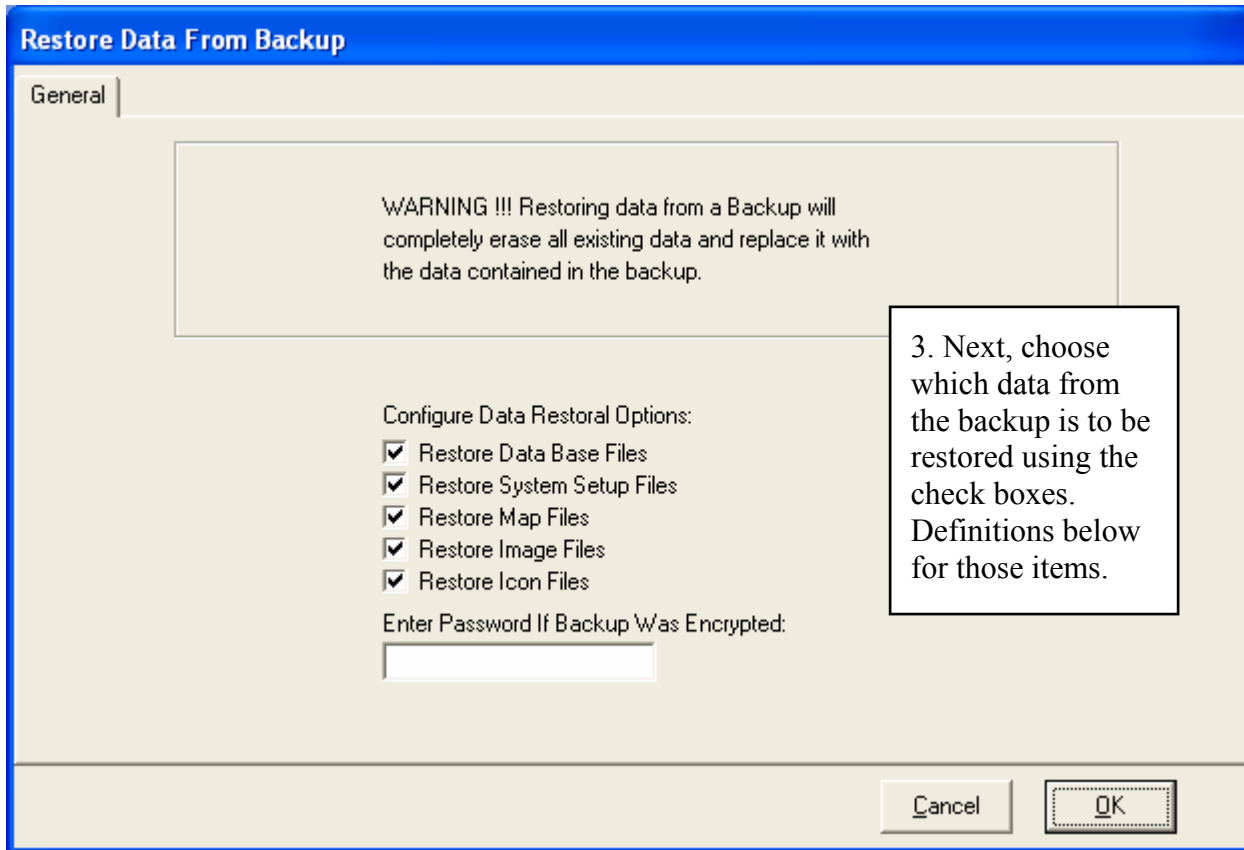 Restore Data From Backup
General
WARNING !!! Restoring data from a Backup will
completely erase all existing data and replace it with
the data contained in the backup.
3. Next, choose
which data from
the backup is to be
restored using the
check boxes.
Definitions below
for those items.
Configure Data Restoral Options:
Restore Data Base Files
Restore System Setup Files
Restore Map Files
Restore Image Files
Restore Icon Files
Enter Password If Backup Was Encrypted:
Cancel
OK